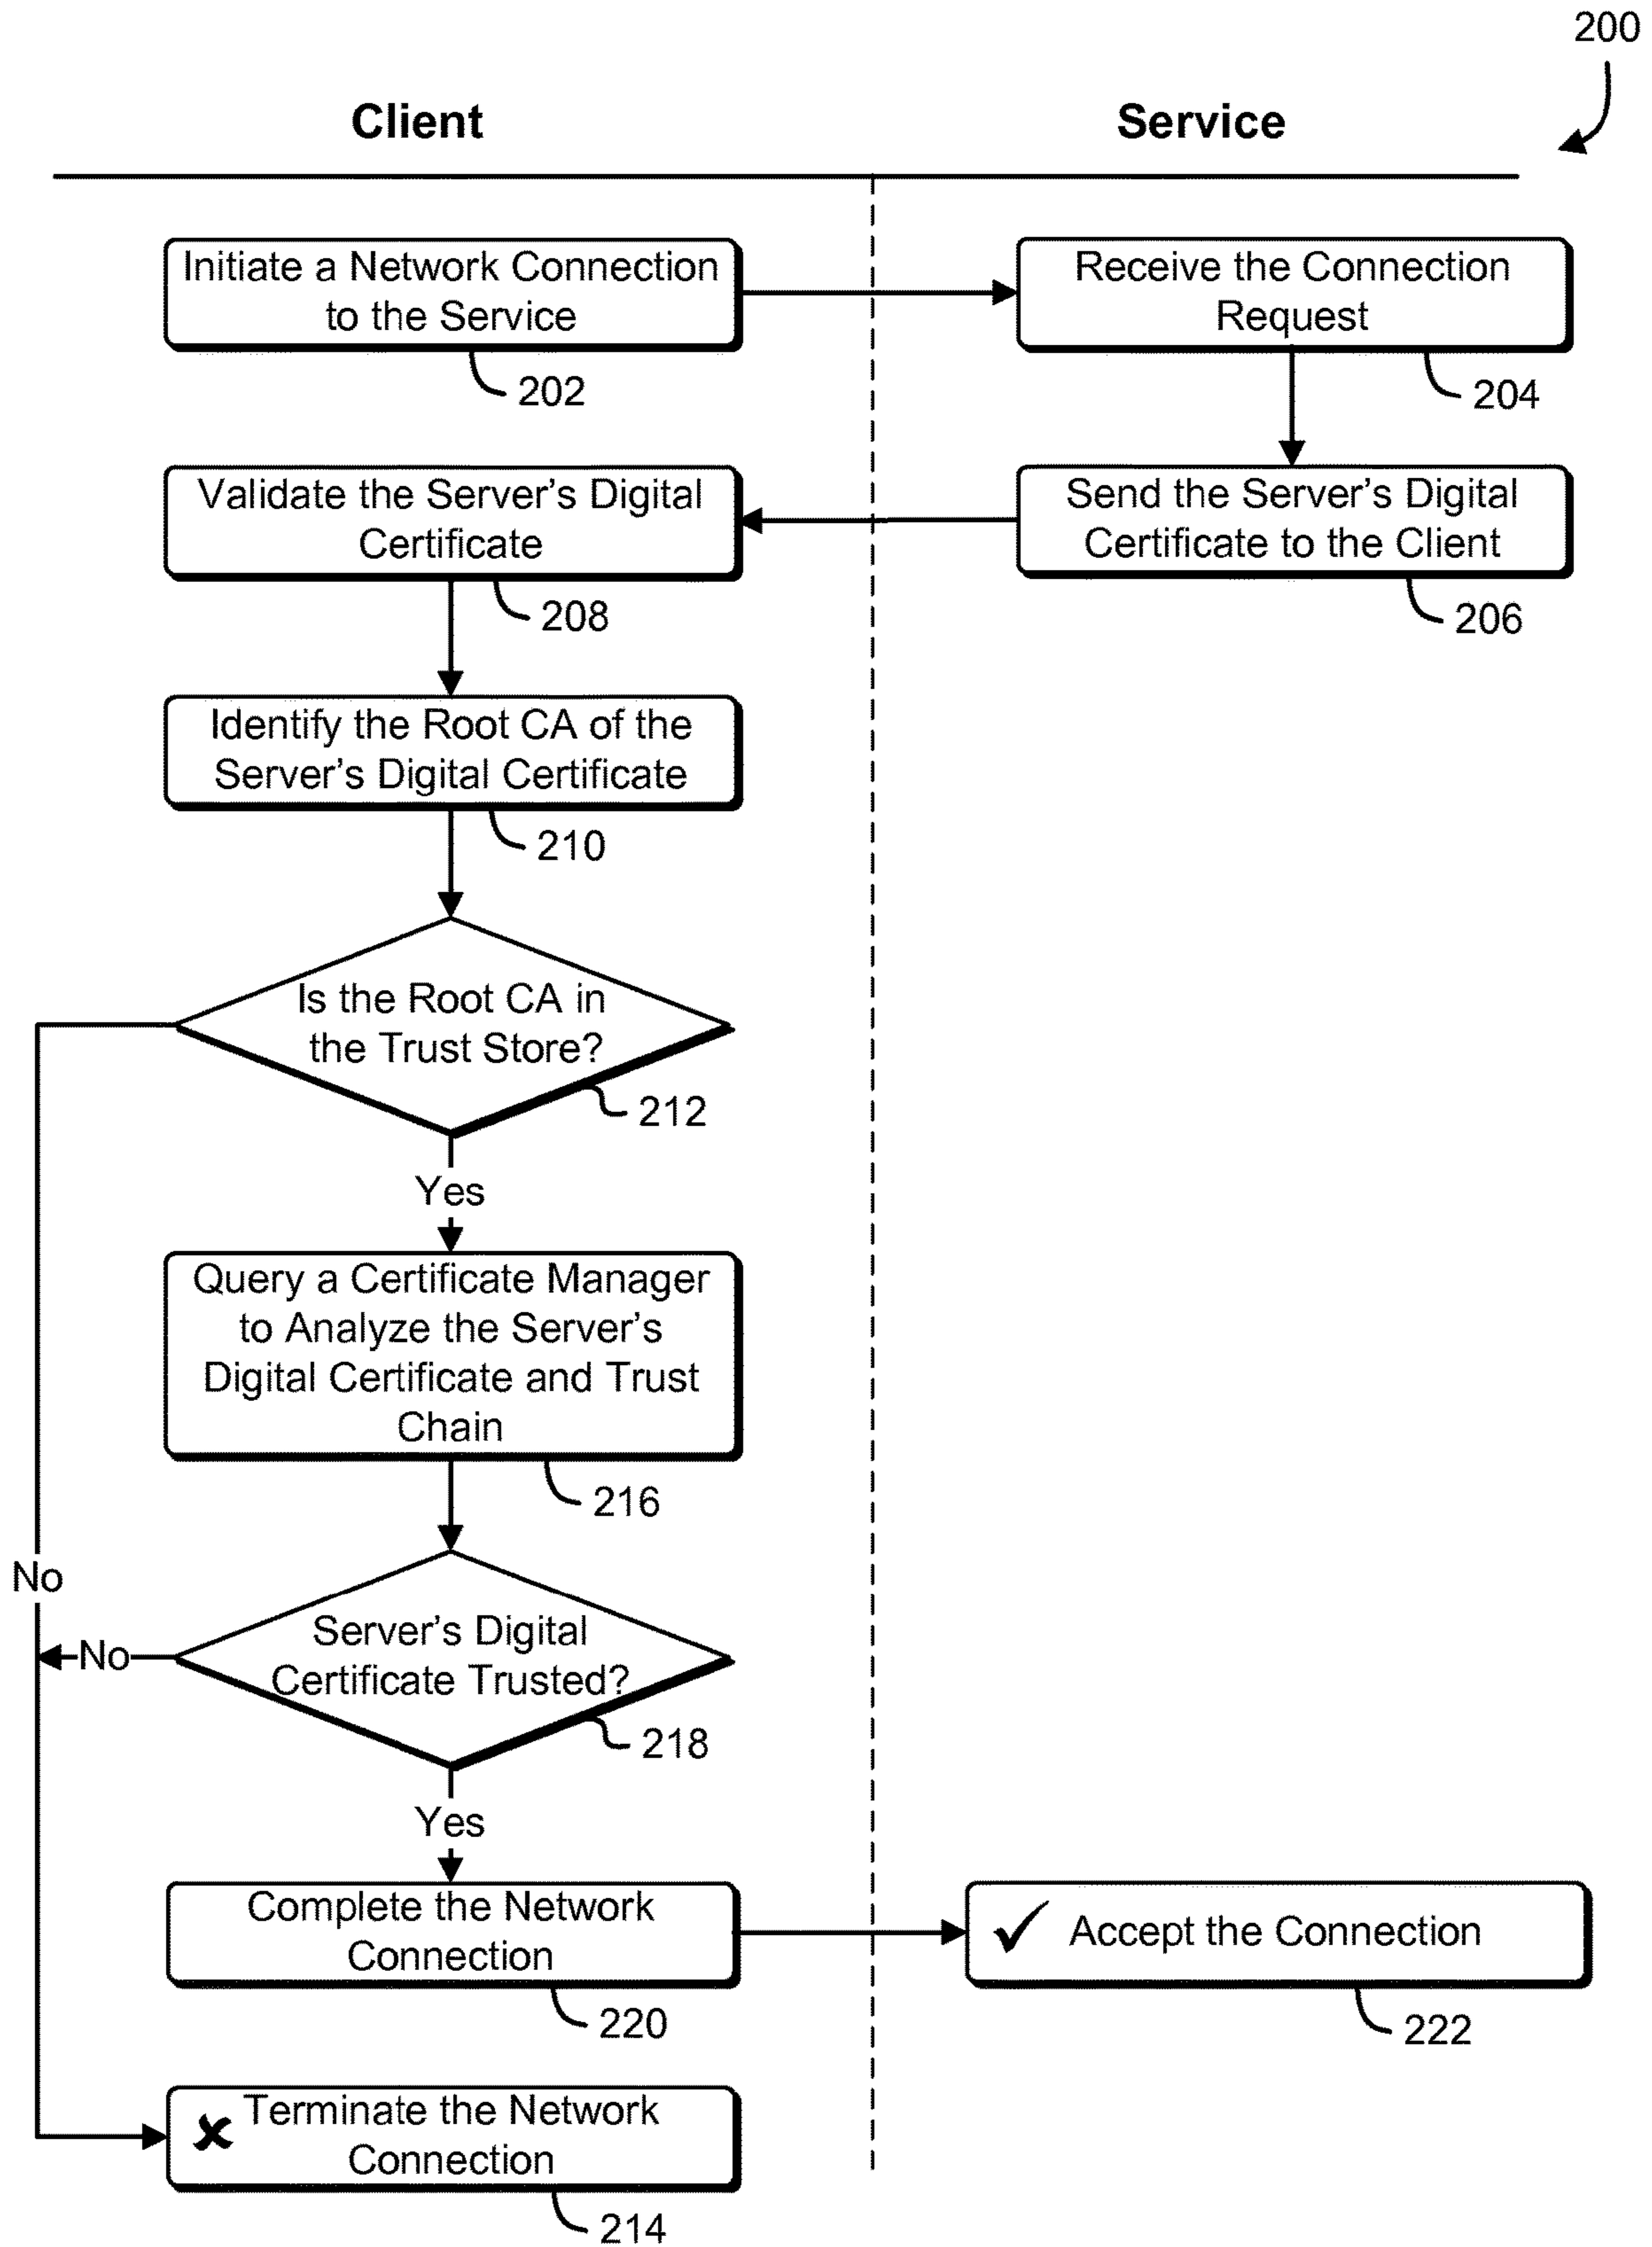 200
Client
Service
Initiate a Network Connection
to the Service
202
Receive the Connection
Request
204
Validate the Server's Digital
Certificate
208
Send the Server's Digital
Certificate to the Client
206
Identify the Root CA of the
Server's Digital Certificate
210
Is the Root CA in
the Trust Store?
212
Yes
Query a Certificate Manager
to Analyze the Server's
Digital Certificate and Trust
Chain
216
No
Server's Digital
Certificate Trusted?
No
218
Yes
Complete the Network
Connection
220
Accept the Connection
222
Terminate the Network
Connection
214